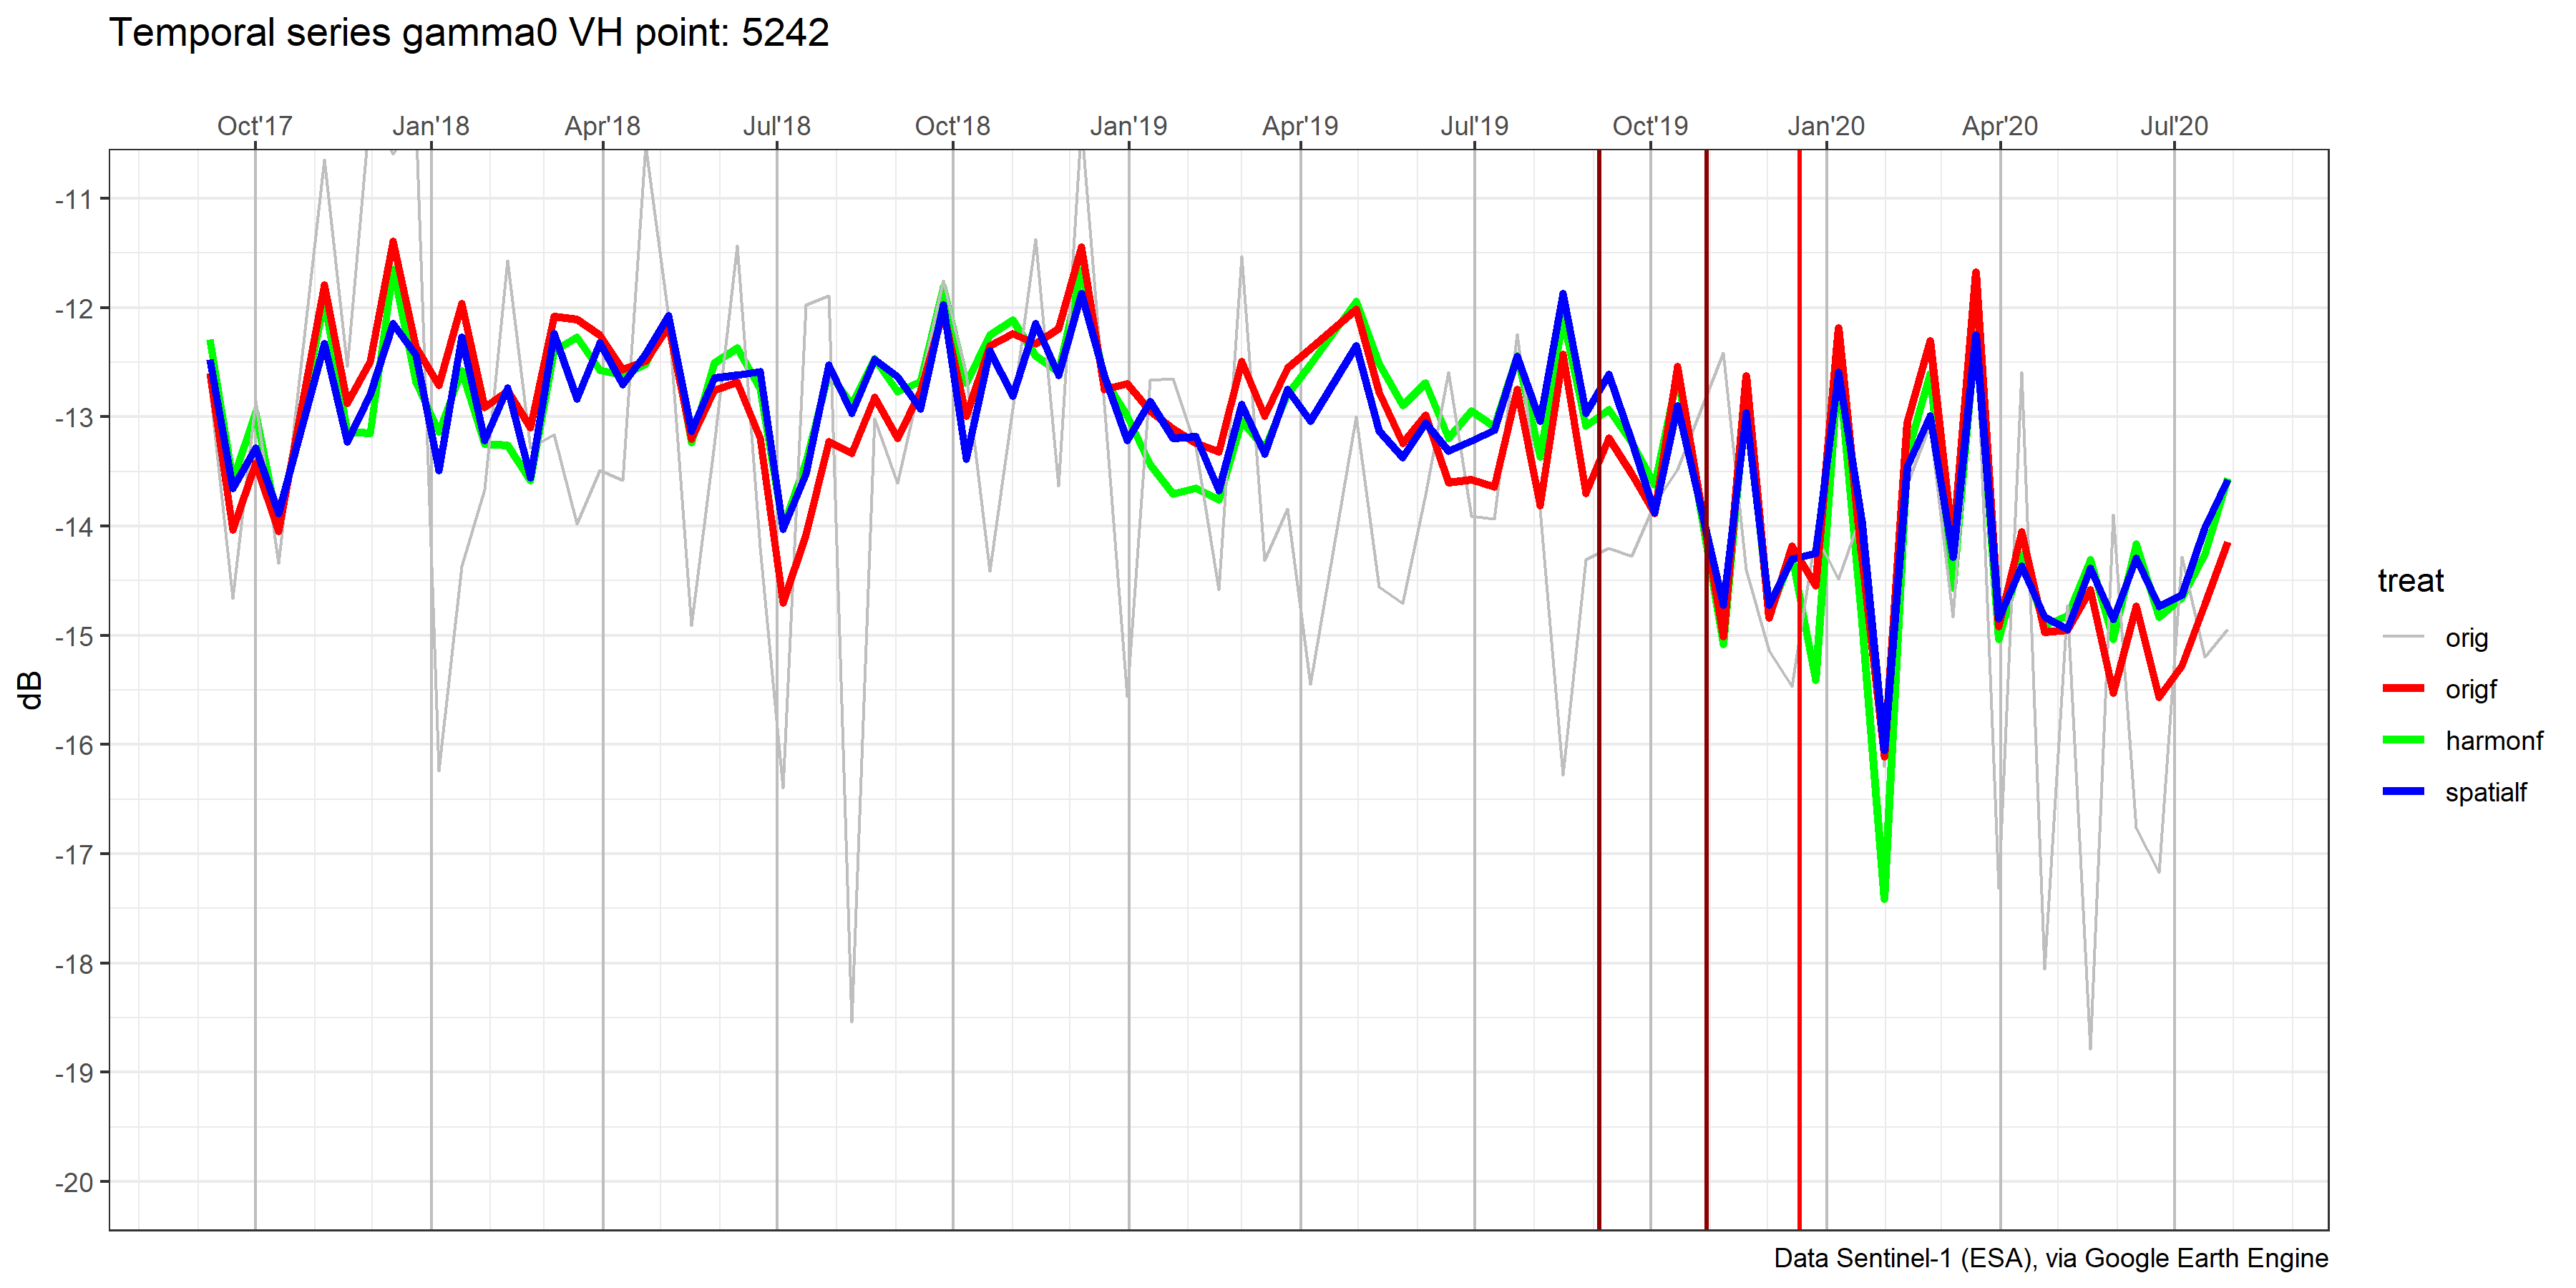 Temporal series gamma0 VH point: 5242
Oct'17 Jan'18 Apr'18 Jul'18 Oct'18 Jan'19 Apr'19 Jul'19 Oct'19 Jan'20 Apr'20 Jul'20
-11
-12
-13
-14
-15
-16
-17
-18
-19
-20
dB
treat
orig
origf
harmonf
spatialf
Data Sentinel-1 (ESA), via Google Earth Engine